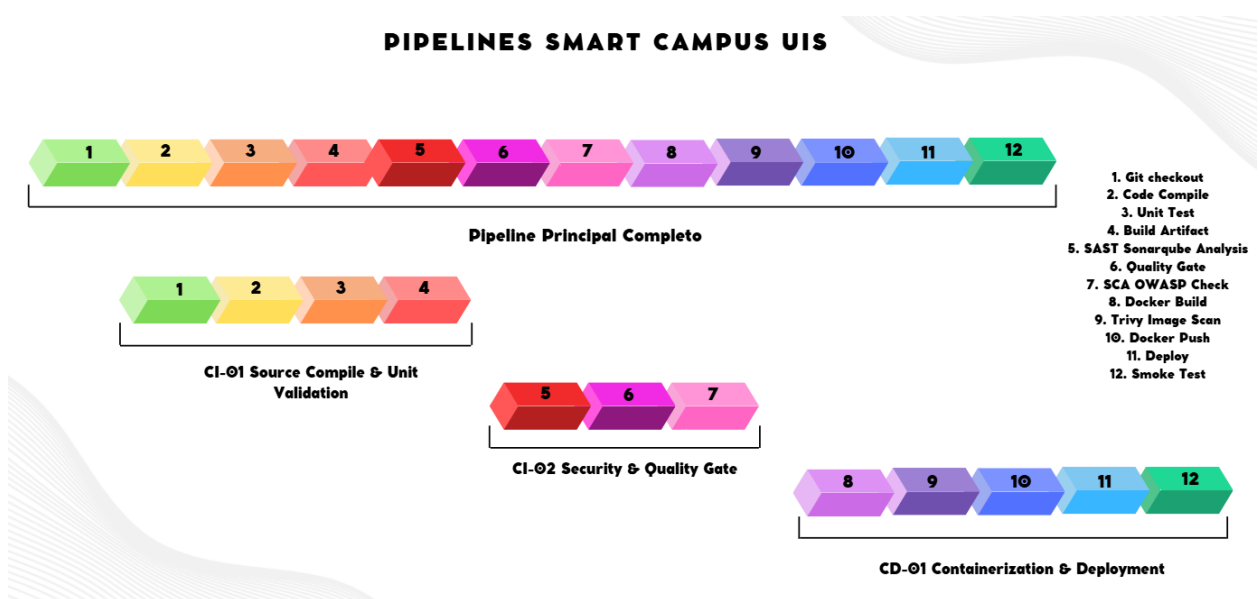 PIPELINES SMART CAMPUS UIS
1 2 3 4 5 6 7 8 9 10 11 12
Pipeline Principal Completo
1. Git checkout
2. Code Compile
3. Unit Test
4. Build Artifact
5. SAST Sonarqube Analysis
6. Quality Gate
7. SCA OWASP Check
8. Docker Build
9. Trivy Image Scan
10. Docker Push
11. Deploy
12. Smoke Test
1 2 3 4
CI-01 Source Compile & Unit
Validation
5 6 7
CI-02 Security & Quality Gate
8 9 10 11 12
CD-01 Containerization & Deployment